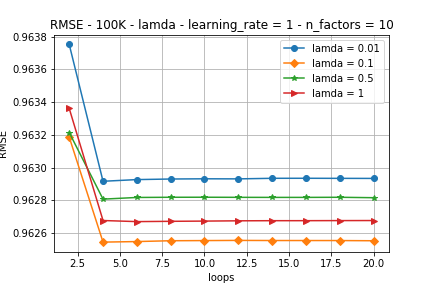 RMSE - 100K - lamda - learning_rate = 1 - n_factors = 10
0.9638
0.9636
0.9634
0.9632
0.9630
0.9628
0.9626
RMSE
lamda = 0.01
lamda = 0.1
lamda = 0.5
lamda = 1
2.5 5.0 7.5 10.0 12.5 15.0 17.5 20.0
loops